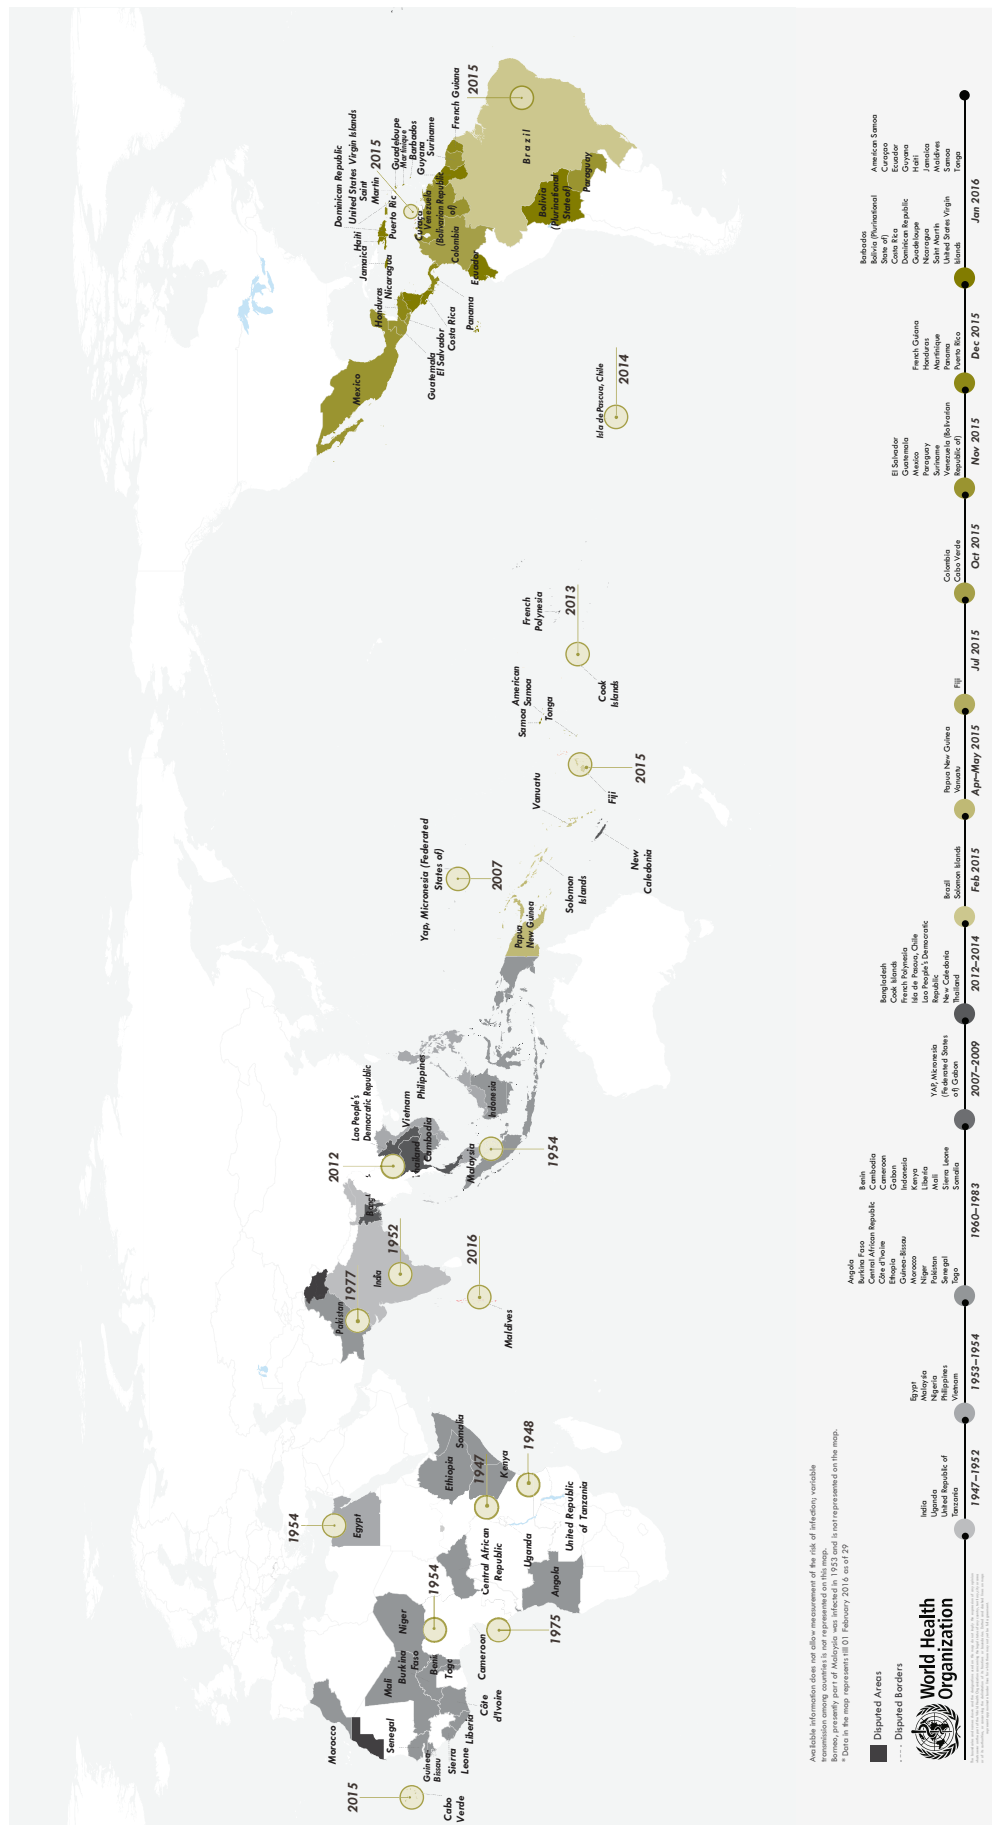 Morocco
Senegal
Guinea-
Bissau
Sierra
Leone
Liberia
Côte
d'Ivoire
Mali
Burkina
Faso
Niger
Togo
Cameroon
Central African
Republic
Uganda
Angola
United Republic
of Tanzania
Kenya
Ethiopia
Somalia
Egypt
Cabo
Verde
2015
1954
1954
1975
1947
1948
Pakistan
India
Maldives
1977
1952
2016
2012
Lao People's
Democratic Republic
Vietnam
Philippines
Cambodia
Malaysia
Indonesia
1954
Yap, Micronesia (Federated
States of)
2007
Papua
New Guinea
Solomon
Islands
Vanuatu
New
Caledonia
Fiji
2015
Samoa
American
Samoa
Tonga
Cook
Islands
French
Polynesia
2013
Isla de Pascua, Chile
2014
Mexico
Guatemala
El Salvador
Honduras
Nicaragua
Costa Rica
Panama
Jamaica
Haiti
Dominican Republic
United States Virgin Islands
Saint
Martin
2015
Puerto Ric
Guadeloupe
Martinique
Barbados
Guyana
Suriname
French Guiana
2015
Venezuela
(Bolivarian Republic
of)
Colombia
Ecuador
Brazil
Bolivia
(Plurinational
State of)
Paraguay
Available information does not allow measurement of the risk of infection; variable
transmission among countries is not represented on this map.
Borneo, presently part of Malaysia was infected in 1953 and is not represented on the map.
* Data in the map represents till 01 February 2016 as of 29
Disputed Areas
Disputed Borders
World Health
Organization
India
Uganda
United Republic of
Tanzania
1947–1952
Egypt
Malaysia
Nigeria
Philippines
Vietnam
1953–1954
Angola
Burkina Faso
Central African Republic
Côte d'Ivoire
Ethiopia
Guinea-Bissau
Morocco
Niger
Pakistan
Senegal
Togo
Benin
Cambodia
Cameroon
Gabon
Indonesia
Kenya
Liberia
Mali
Sierra Leone
Somalia
1960–1983
YAP, Micronesia
(Federated States
of) Gabon
2007–2009
Bangladesh
Cook Islands
French Polynesia
Isla de Pascua, Chile
Lao People's Democratic
Republic
New Caledonia
Thailand
2012–2014
Brazil
Solomon Islands
Feb 2015
Papua New Guinea
Vanuatu
Apr–May 2015
Fiji
Jul 2015
Colombia
Cabo Verde
Oct 2015
El Salvador
Guatemala
Mexico
Paraguay
Suriname
Venezuela (Bolivarian
Republic of)
Nov 2015
French Guiana
Honduras
Martinique
Panama
Puerto Rico
Dec 2015
Barbados
Bolivia (Plurinational
State of)
Costa Rica
Dominican Republic
Guadeloupe
Nicaragua
Saint Martin
United States Virgin
Islands
American Samoa
Curaçao
Ecuador
Guyana
Haiti
Jamaica
Maldives
Samoa
Tonga
Jan 2016